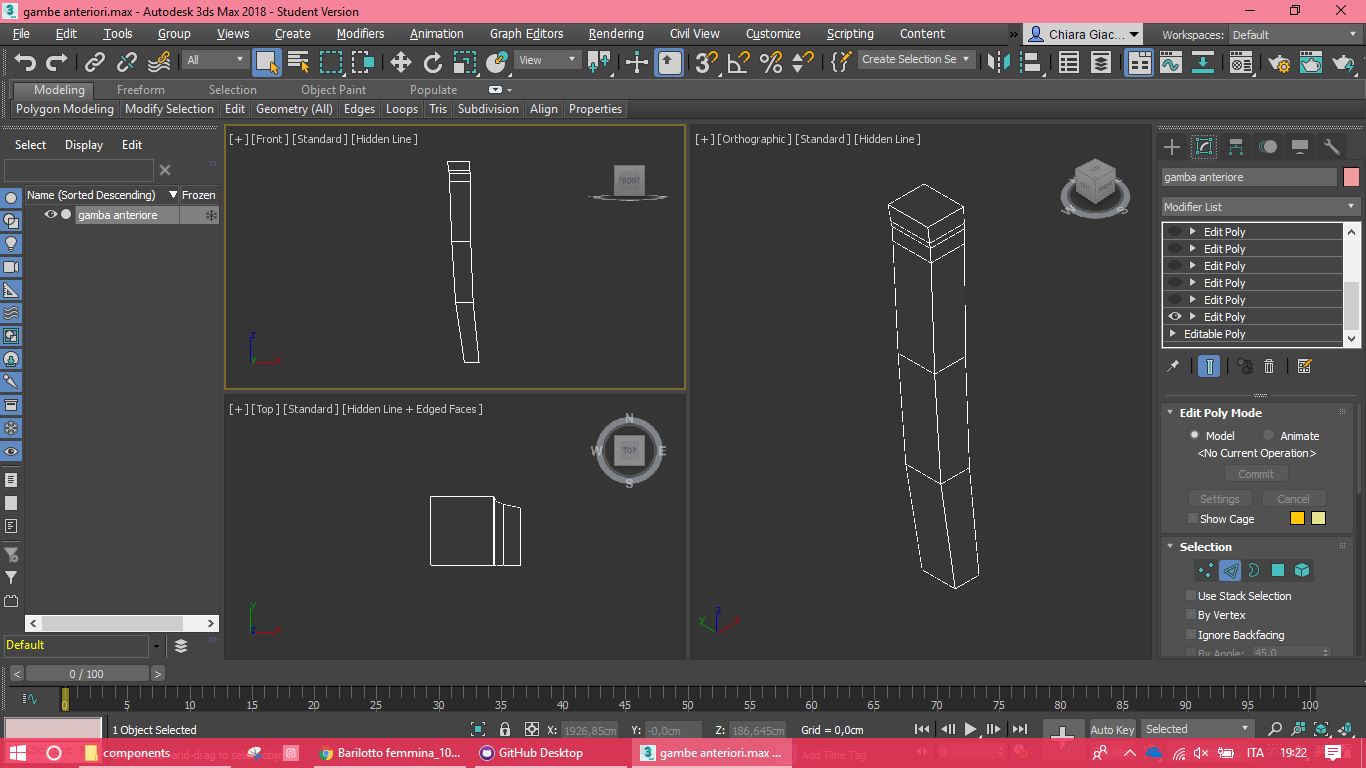 gambe anteriori.max - Autodesk 3ds Max 2018 - Student Version
File Edit Tools Group Views Create Modifiers Animation Graph Editors Rendering Civil View Customize Scripting Content » Chiara Giac... Workspaces: Default
All View Create Selection Se
Modeling Freeform Selection Object Paint Populate
Polygon Modeling Modify Selection Edit Geometry (All) Edges Loops Tris Subdivision Align Properties
Select Display Edit
Name (Sorted Descending) Frozen
gamba anteriore
Default
[+] [Front] [Standard] [Hidden Line]
FRONT
z
x
y
[+] [Top] [Standard] [Hidden Line + Edged Faces]
N
W TOP E
S
y
z
x
[+] [Orthographic] [Standard] [Hidden Line]
TOP
W S
z
y
x
gamba anteriore
Modifier List
Edit Poly
Edit Poly
Edit Poly
Edit Poly
Edit Poly
Edit Poly
Editable Poly
Edit Poly Mode
Model Animate
<No Current Operation>
Commit
Settings Cancel
Show Cage
Selection
Use Stack Selection
By Vertex
Ignore Backfacing
By Angle: 45,0
< 0 / 100 >
0 5 10 15 20 25 30 35 40 45 50 55 60 65 70 75 80 85 90 95 100
1 Object Selected X: 1926,85cm Y: -0,0cm Z: 186,645cm Grid = 0,0cm Auto Key Selected
Add Time Tag
components Barilotto femmina_10... GitHub Desktop gambe anteriori.max ... ITA 19:22